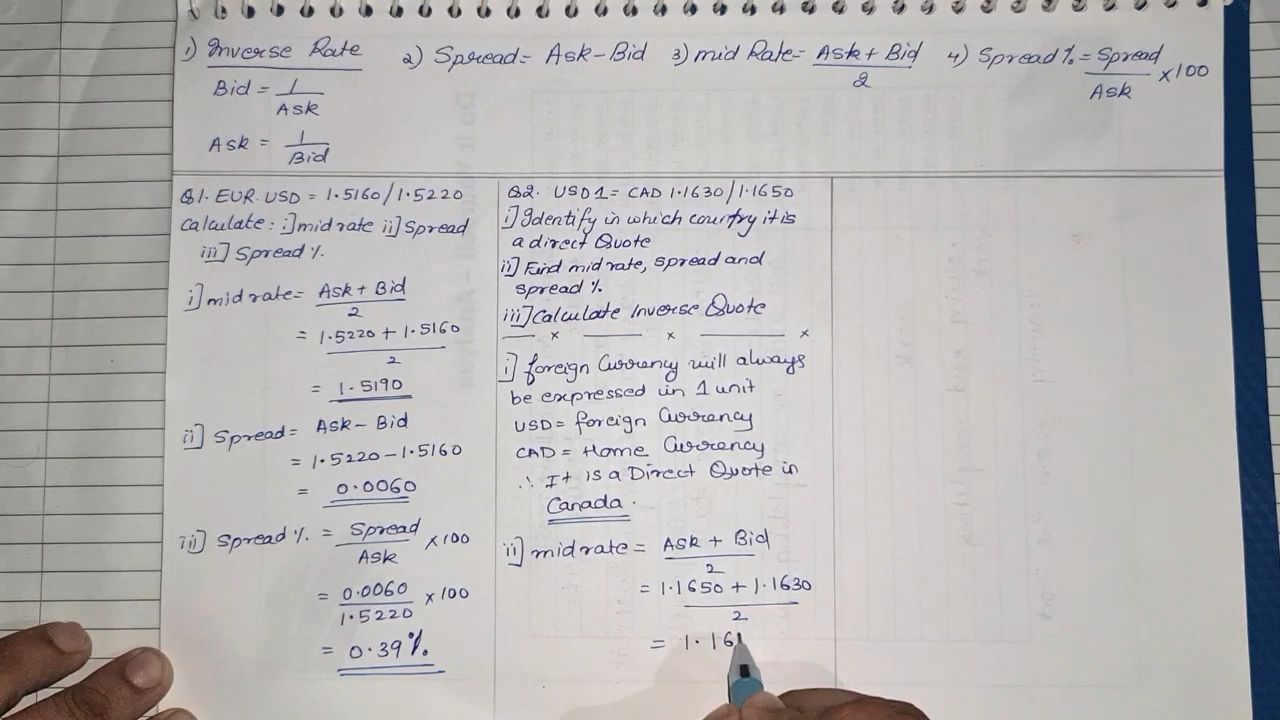 1) Inverse Rate
Bid = 1/Ask
Ask = 1/Bid
2) Spread = Ask - Bid
3) mid Rate = Ask + Bid / 2
4) Spread % = Spread / Ask × 100
Q1. EUR.USD = 1.5160/1.5220
Calculate: i] mid rate ii] Spread
iii] Spread %.
i] mid rate = Ask + Bid / 2
= 1.5220 + 1.5160 / 2
= 1.5190
ii] Spread = Ask - Bid
= 1.5220 - 1.5160
= 0.0060
iii] Spread % = Spread / Ask × 100
= 0.0060 / 1.5220 × 100
= 0.39%.
Q2. USD 1 = CAD 1.1630/1.1650
i] Identify in which country it is
a direct Quote
ii] Find mid rate, spread and
spread %.
iii] Calculate Inverse Quote
— × — × — ×
i] foreign Currency will always
be expressed in 1 unit
USD = foreign Currency
CAD = Home Currency
∴ It is a Direct Quote in
Canada.
ii] mid rate = Ask + Bid / 2
= 1.1650 + 1.1630 / 2
= 1.16